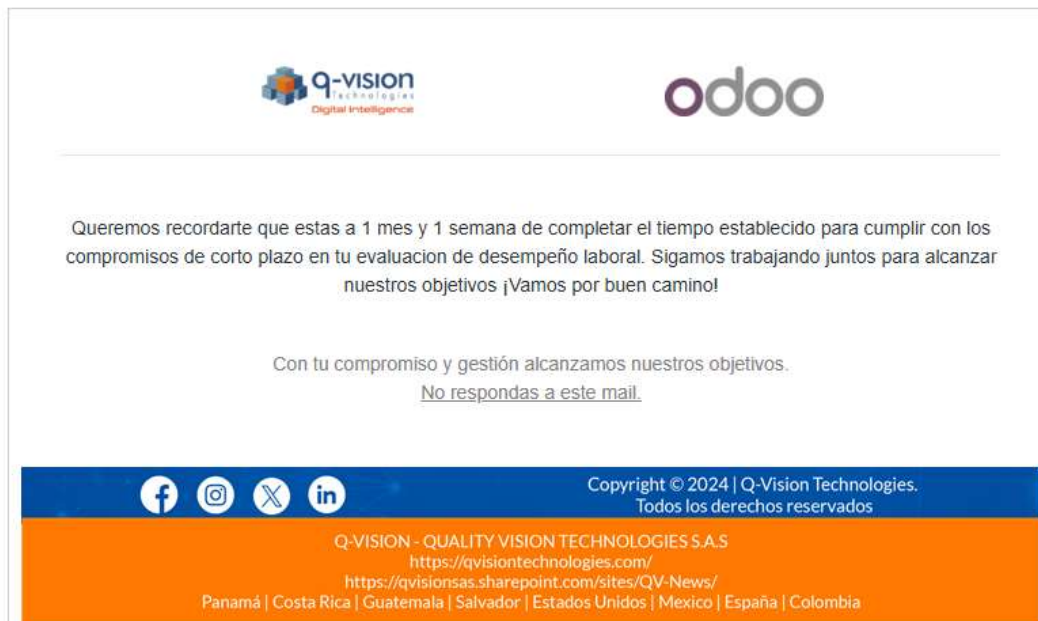 q-vision
Technologies
Digital Intelligence
odoo
Queremos recordarte que estas a 1 mes y 1 semana de completar el tiempo establecido para cumplir con los
compromisos de corto plazo en tu evaluacion de desempeño laboral. Sigamos trabajando juntos para alcanzar
nuestros objetivos ¡Vamos por buen camino!
Con tu compromiso y gestión alcanzamos nuestros objetivos.
No respondas a este mail.
Copyright © 2024 | Q-Vision Technologies.
Todos los derechos reservados
Q-VISION - QUALITY VISION TECHNOLOGIES S.A.S
https://qvisiontechnologies.com/
https://qvisionsas.sharepoint.com/sites/QV-News/
Panamá | Costa Rica | Guatemala | Salvador | Estados Unidos | Mexico | España | Colombia